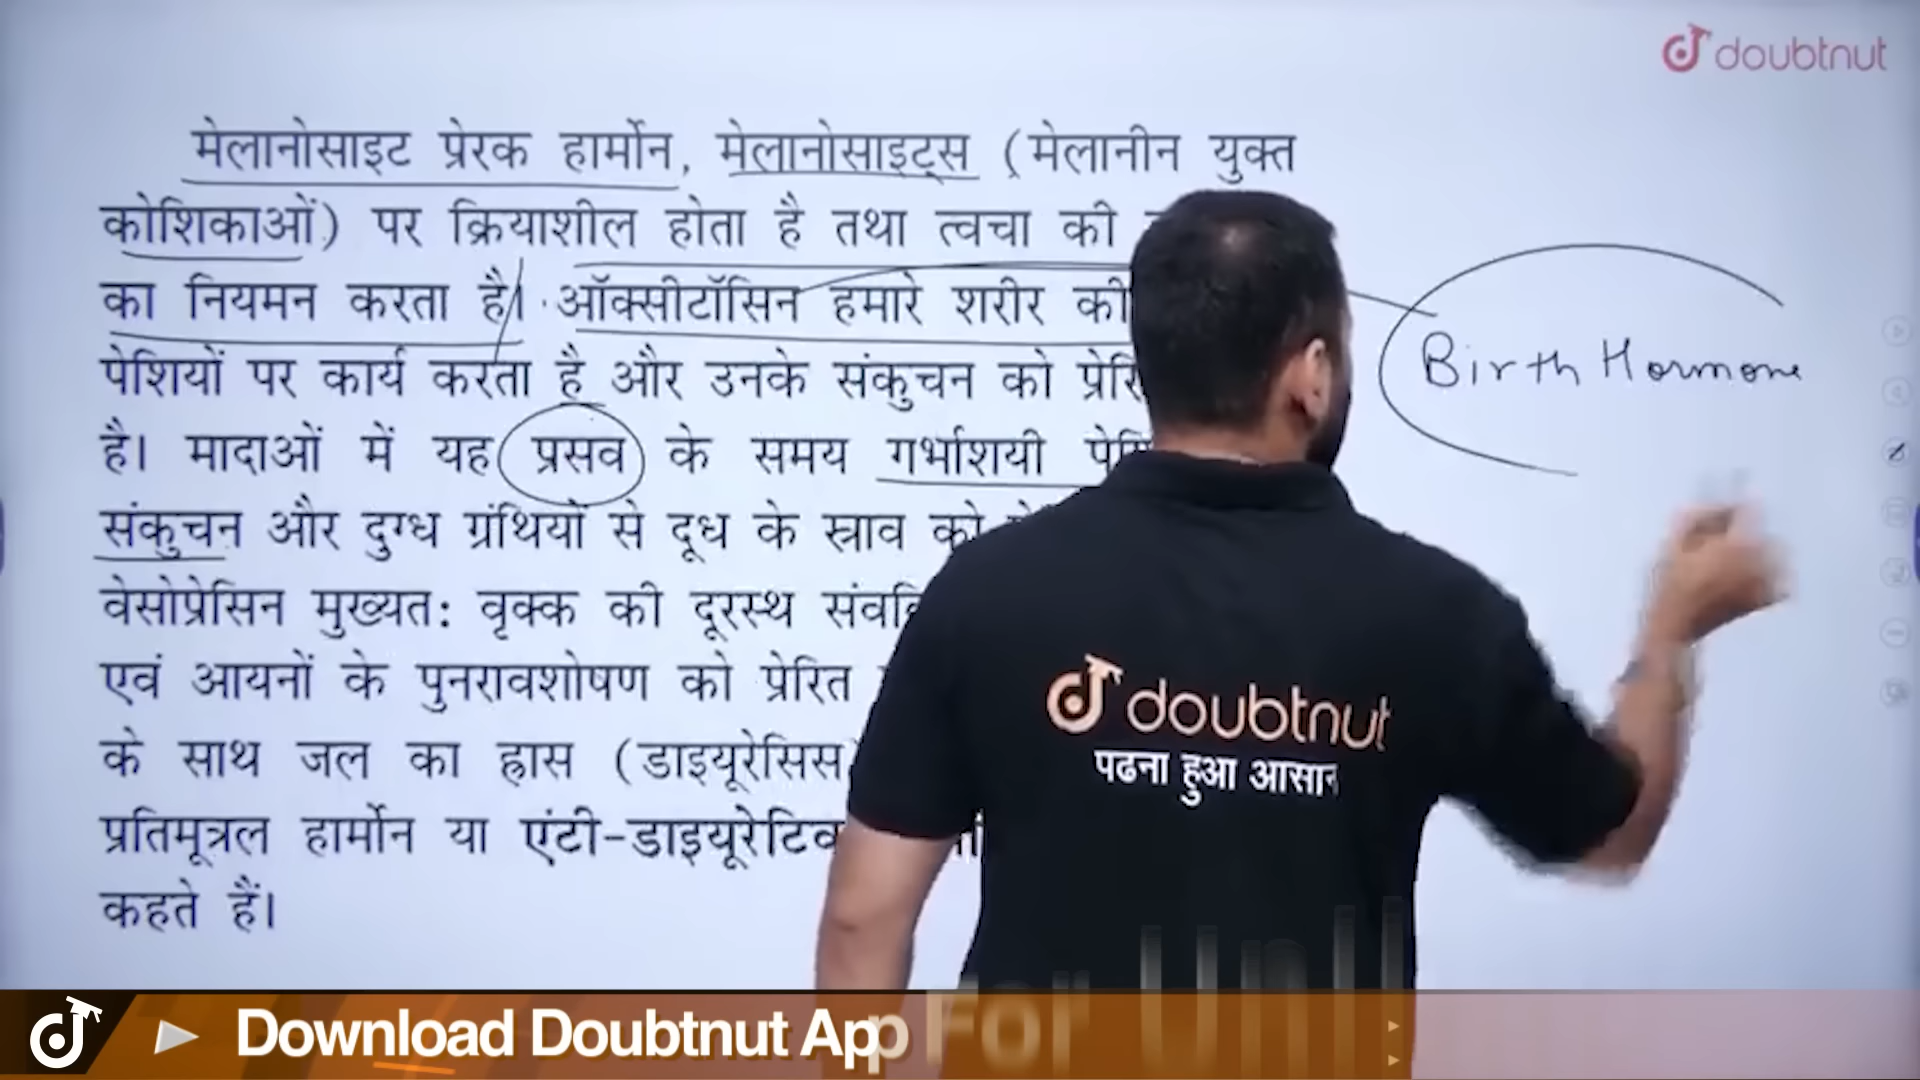 doubtnut
मेलानोसाइट प्रेरक हार्मोन, मेलानोसाइट्स (मेलानीन युक्त
कोशिकाओं) पर क्रियाशील होता है तथा त्वचा की
का नियमन करता है। ऑक्सीटॉसिन हमारे शरीर की
Birth Hormone
पेशियों पर कार्य करता है और उनके संकुचन को
है। मादाओं में यह प्रसव के समय गर्भाशयी
संकुचन और दुग्ध ग्रंथियों से दूध के स्राव को
वेसोप्रेसिन मुख्यत: वृक्क की दूरस्थ
एवं आयनों के पुनरावशोषण को प्रेरित
के साथ जल का ह्रास (डाइयूरेसिस)
प्रतिमूत्रल हार्मोन या एंटी-डाइयूरेटिक
कहते हैं।
doubtnut
पढना हुआ आसान
Download Doubtnut App For